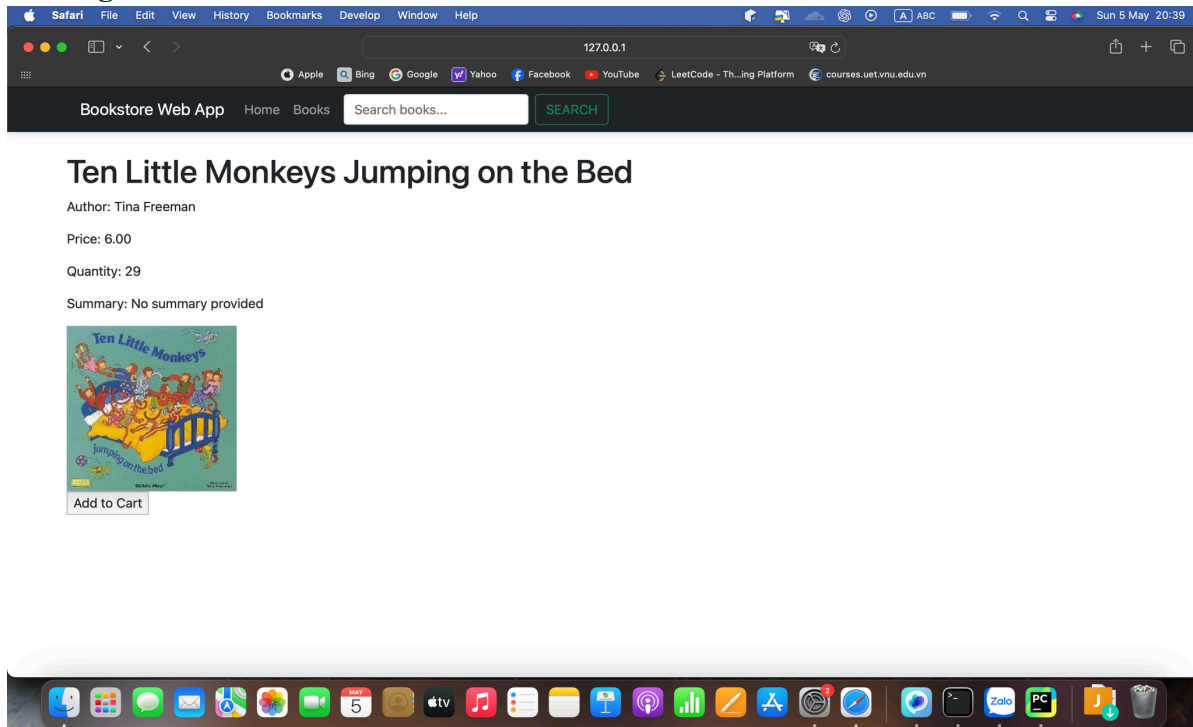 Safari File Edit View History Bookmarks Develop Window Help A ABC Sun 5 May 20:39
127.0.0.1
Apple Bing Google Yahoo Facebook YouTube LeetCode - Th...ing Platform courses.uet.vnu.edu.vn
Bookstore Web App Home Books Search books... SEARCH
Ten Little Monkeys Jumping on the Bed
Author: Tina Freeman
Price: 6.00
Quantity: 29
Summary: No summary provided
Ten Little Monkeys
jumping on the bed
Child's Play
Add to Cart
MAY
5
tv
2
Zalo
PC
J